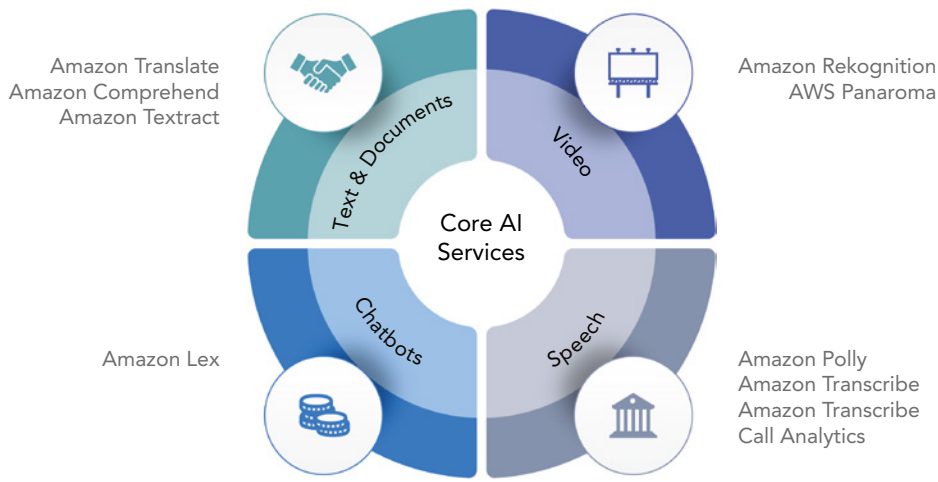 Amazon Translate
Amazon Comprehend
Amazon Textract
Text & Documents
Video
Amazon Rekognition
AWS Panaroma
Core AI
Services
Amazon Lex
Chatbots
Speech
Amazon Polly
Amazon Transcribe
Amazon Transcribe
Call Analytics